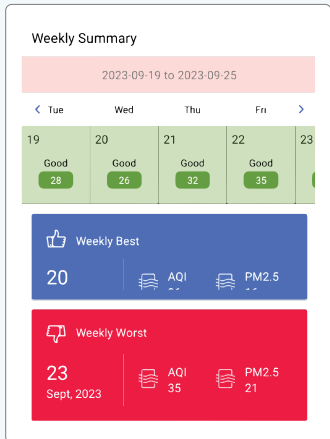 Weekly Summary
2023-09-19 to 2023-09-25
Tue Wed Thu Fri
19 20 21 22 23
Good Good Good Good
28 26 32 35
Weekly Best
20 AQI PM2.5
Weekly Worst
23 AQI PM2.5
Sept, 2023 35 21